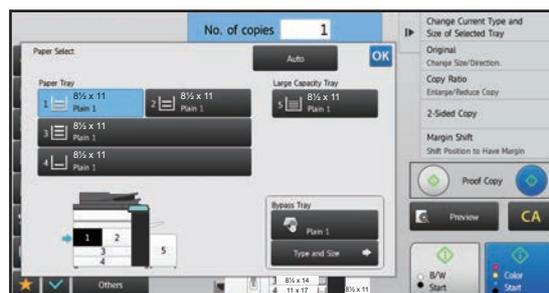 No. of copies 1
Paper Select
Auto
OK
Paper Tray
1 8½ x 11
Plain 1
2 8½ x 11
Plain 1
3 8½ x 11
Plain 1
4 8½ x 11
Plain 1
Large Capacity Tray
5 8½ x 11
Plain 1
1 2
3
4
5
Bypass Tray
Plain 1
Type and Size
Others
3 8½ x 14
4 11 x 17
8½ x 11
Change Current Type and
Size of Selected Tray
Original
Change Size/Direction.
Copy Ratio
Enlarge/Reduce Copy
2-Sided Copy
Margin Shift
Shift Position to Have Margin
Proof Copy
Preview
CA
B/W
Start
Color
Start